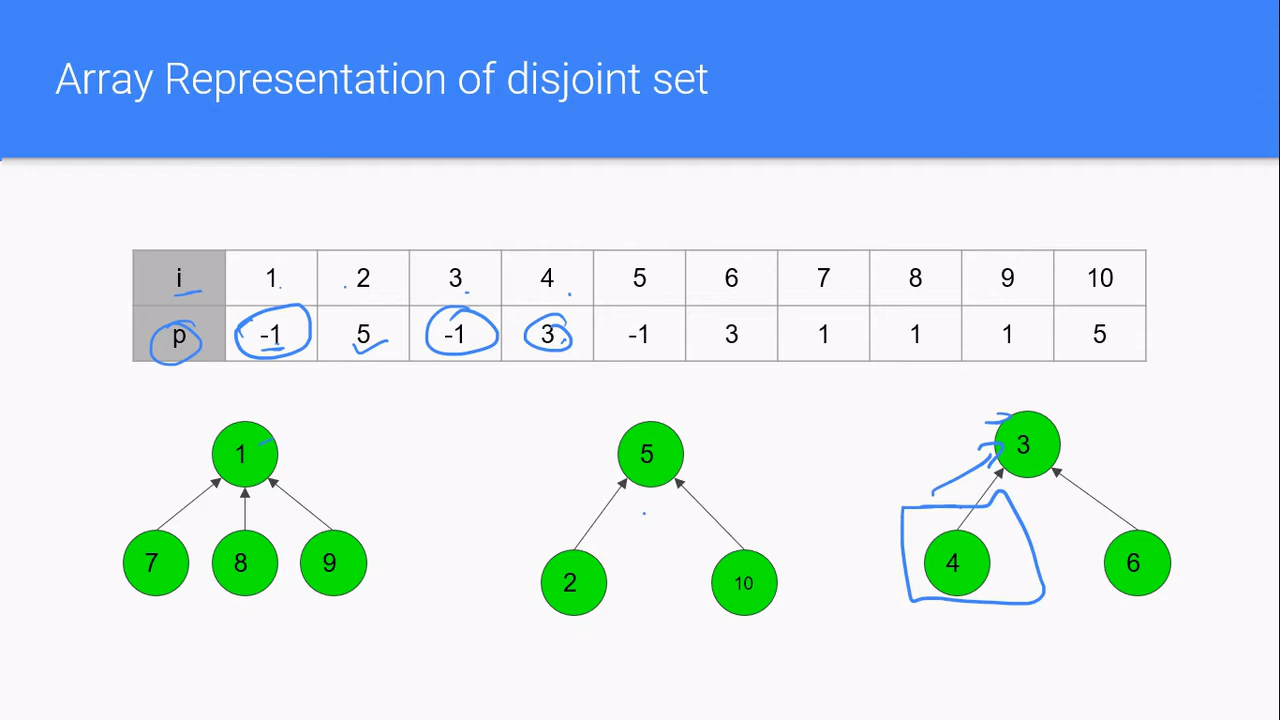 Array Representation of disjoint set
i 1 2 3 4 5 6 7 8 9 10
p -1 5 -1 3 -1 3 1 1 1 5
1 5 3
7 8 9 2 10 4 6